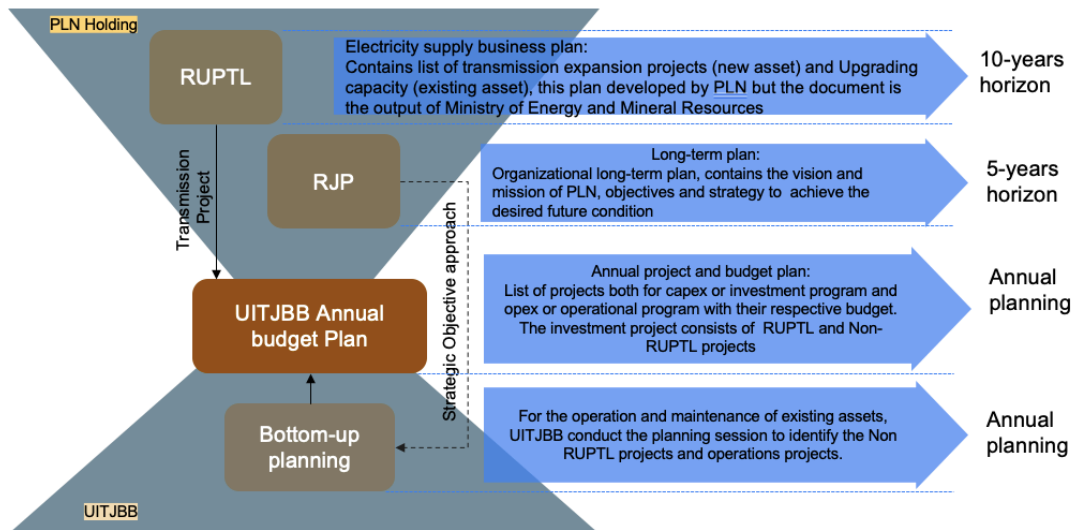 PLN Holding
RUPTL
Electricity supply business plan:
Contains list of transmission expansion projects (new asset) and Upgrading
capacity (existing asset), this plan developed by PLN but the document is
the output of Ministry of Energy and Mineral Resources
10-years
horizon
RJP
Long-term plan:
Organizational long-term plan, contains the vision and
mission of PLN, objectives and strategy to achieve the
desired future condition
5-years
horizon
Transmission
Project
Strategic Objective approach
UITJBB Annual
budget Plan
Annual project and budget plan:
List of projects both for capex or investment program and
opex or operational program with their respective budget.
The investment project consists of RUPTL and Non-
RUPTL projects
Annual
planning
Bottom-up
planning
For the operation and maintenance of existing assets,
UITJBB conduct the planning session to identify the Non
RUPTL projects and operations projects.
Annual
planning
UITJBB